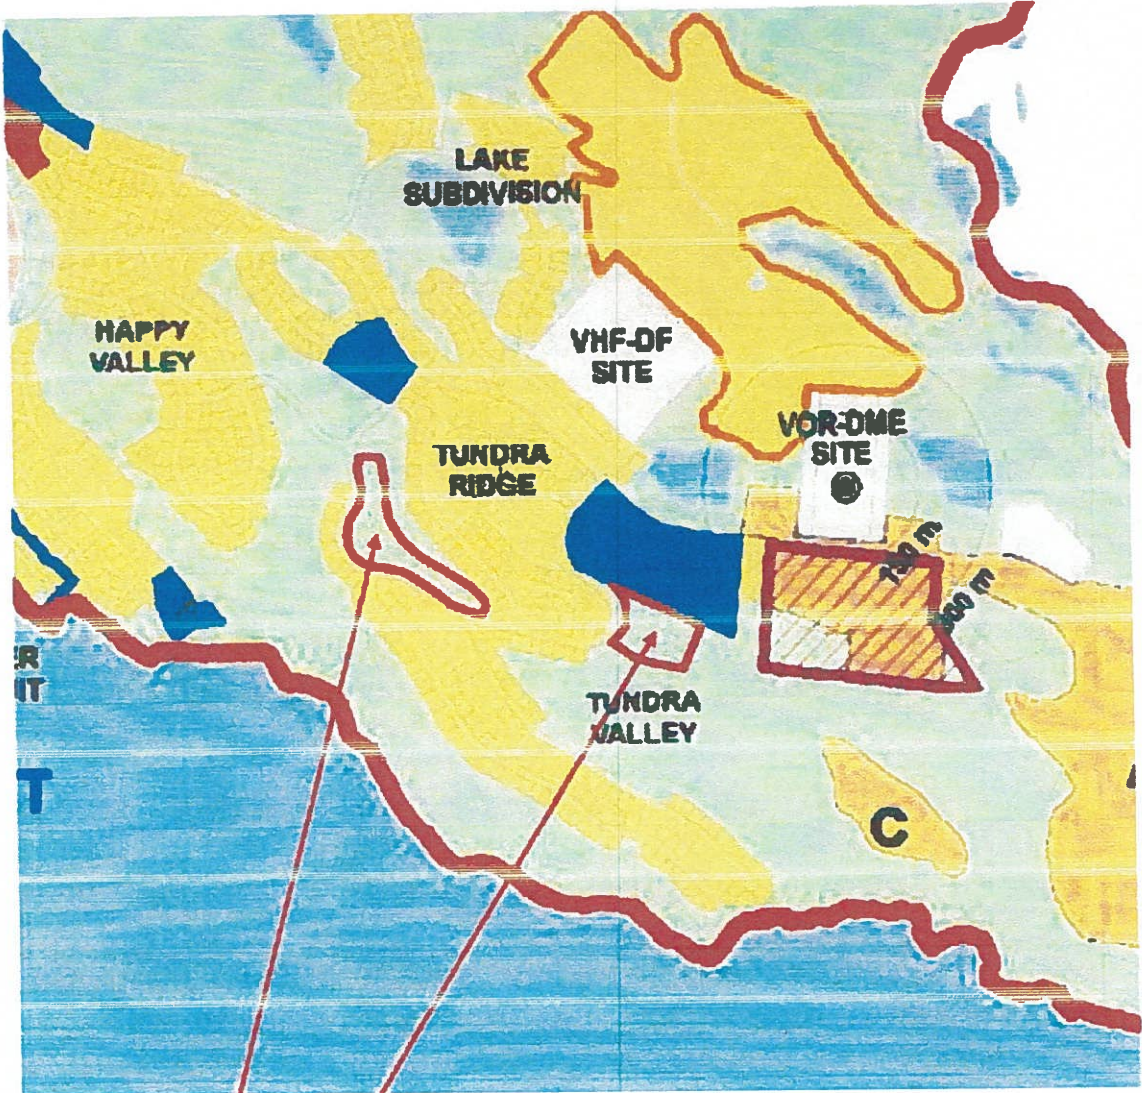 LAKE
SUBDIVISION
HAPPY
VALLEY
VHF-DF
SITE
VOR-DME
SITE
TUNDRA
RIDGE
TUNDRA
VALLEY
T
C